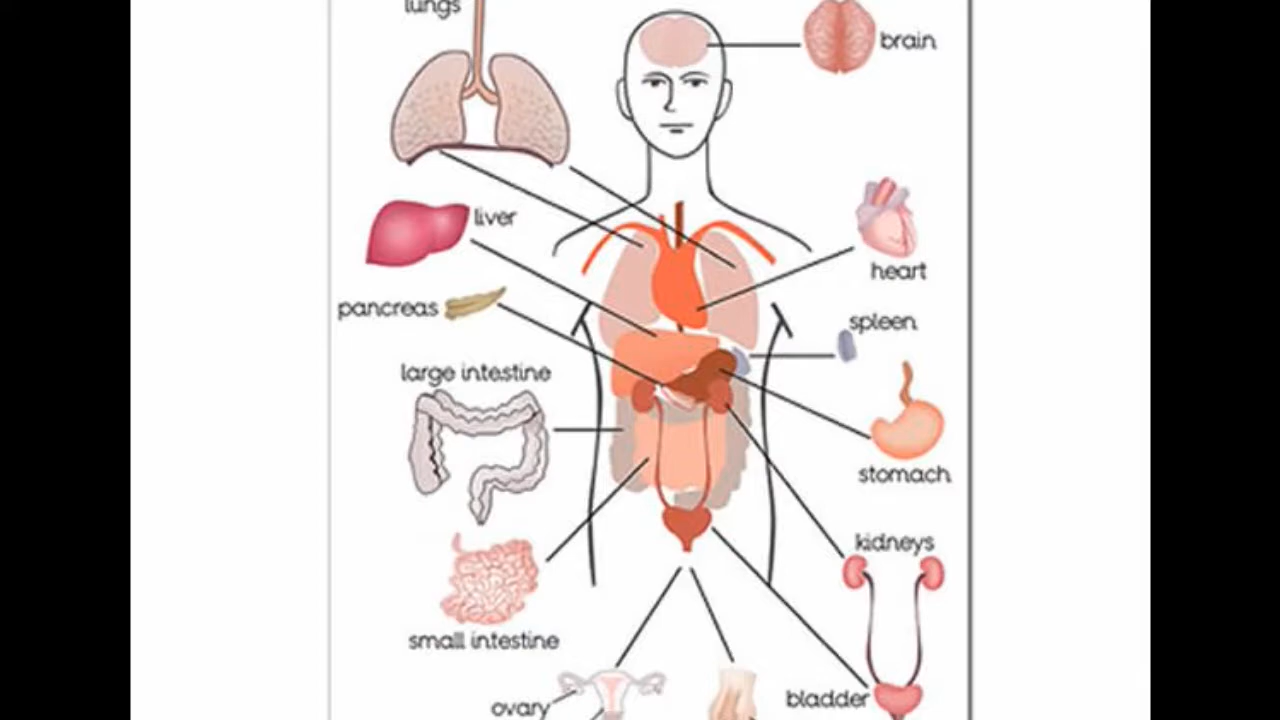 lungs
brain
liver
heart
pancreas
spleen
large intestine
stomach
kidneys
small intestine
bladder
ovary